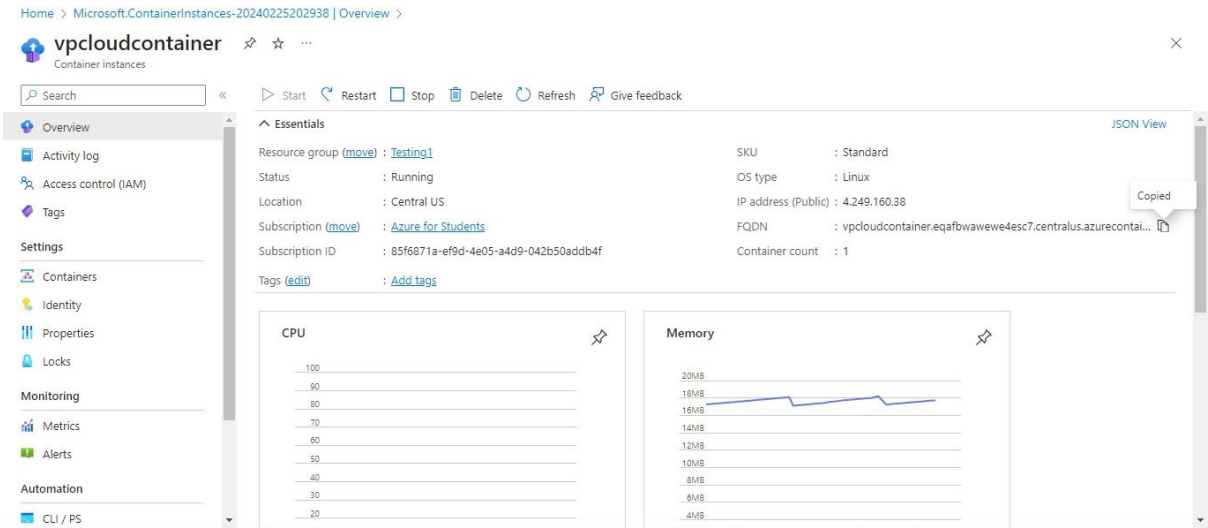 Home > Microsoft.ContainerInstances-20240225202938 | Overview >
vpcloudcontainer
Container instances
Search
Overview
Activity log
Access control (IAM)
Tags
Settings
Containers
Identity
Properties
Locks
Monitoring
Metrics
Alerts
Automation
CLI / PS
Start Restart Stop Delete Refresh Give feedback
Essentials
JSON View
Resource group (move) : Testing1
Status : Running
Location : Central US
Subscription (move) : Azure for Students
Subscription ID : 85f6871a-ef9d-4e05-a4d9-042b50addb4f
Tags (edit) : Add tags
SKU : Standard
OS type : Linux
IP address (Public) : 4.249.160.38
FQDN : vpcloudcontainer.eqafbwawewe4esc7.centralus.azurecontai...
Container count : 1
Copied
CPU
100
90
80
70
60
50
40
30
20
Memory
20MB
18MB
16MB
14MB
12MB
10MB
8MB
6MB
4MB